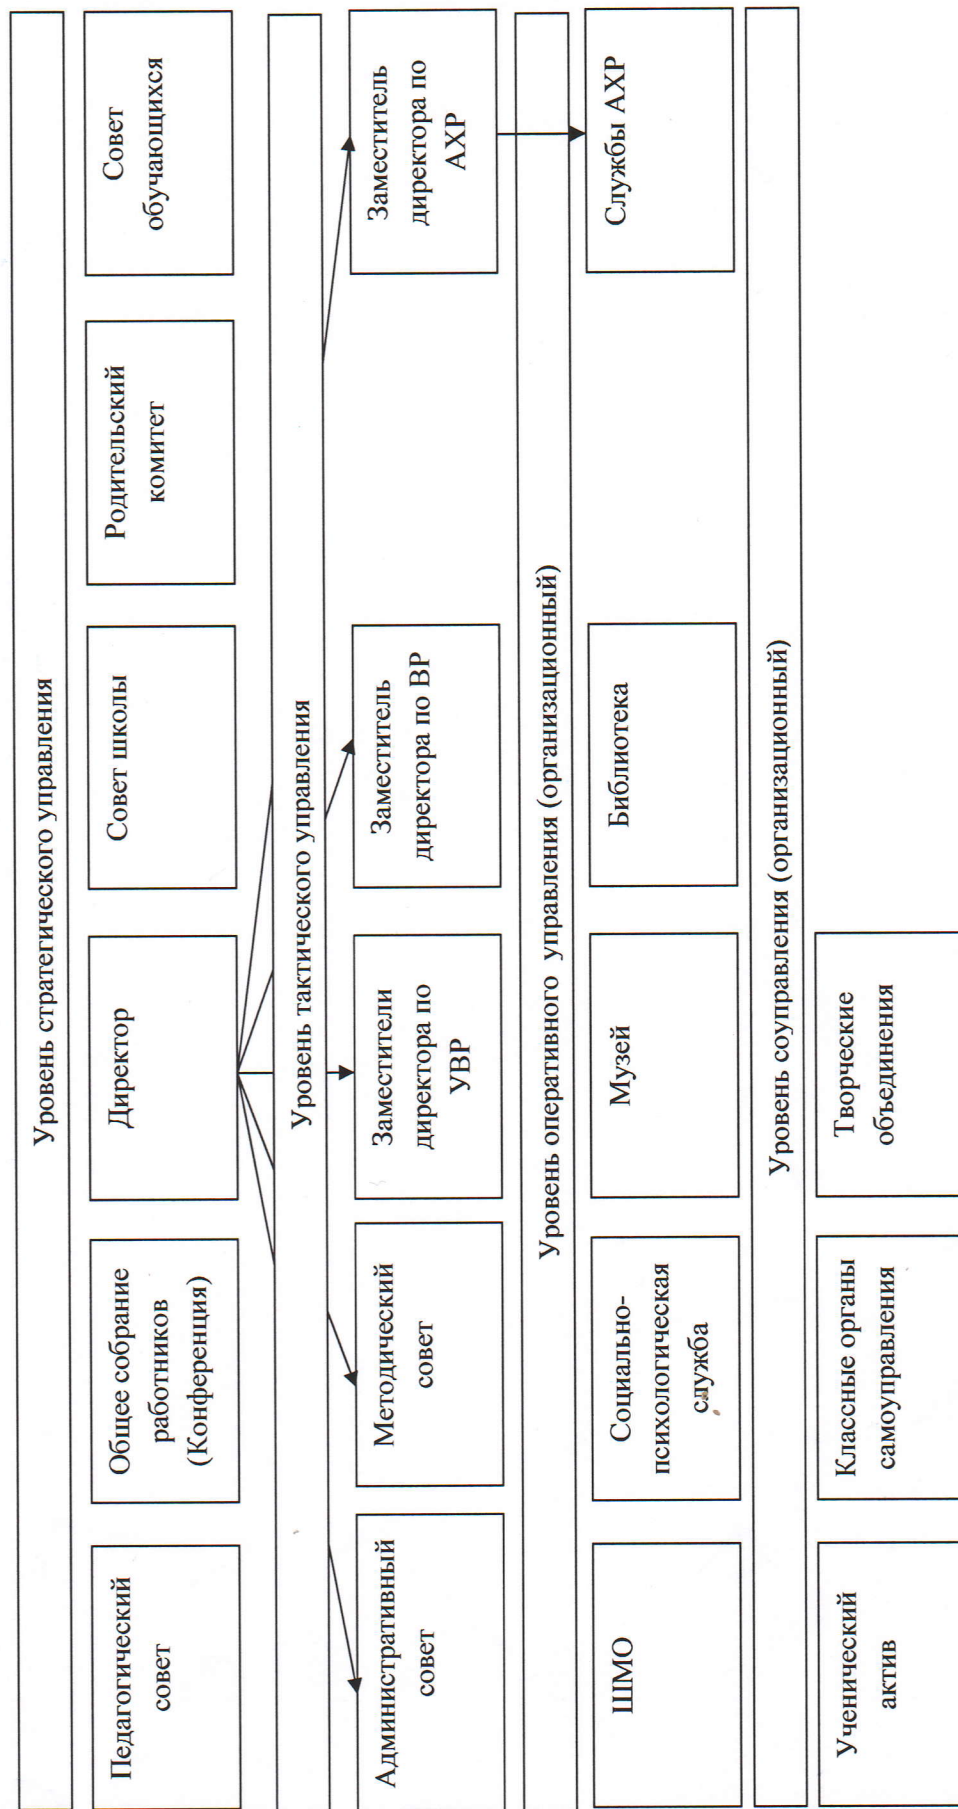 Уровень стратегического управления
Педагогический
совет
Общее собрание
работников
(Конференция)
Директор
Совет школы
Родительский
комитет
Совет
обучающихся
Уровень тактического управления
Административный
совет
Методический
совет
Заместители
директора по
УВР
Заместитель
директора по ВР
Заместитель
директора по
АХР
Уровень оперативного управления (организационный)
ШМО
Социально-
психологическая
служба
Музей
Библиотека
Службы АХР
Уровень соуправления (организационный)
Ученический
актив
Классные органы
самоуправления
Творческие
объединения